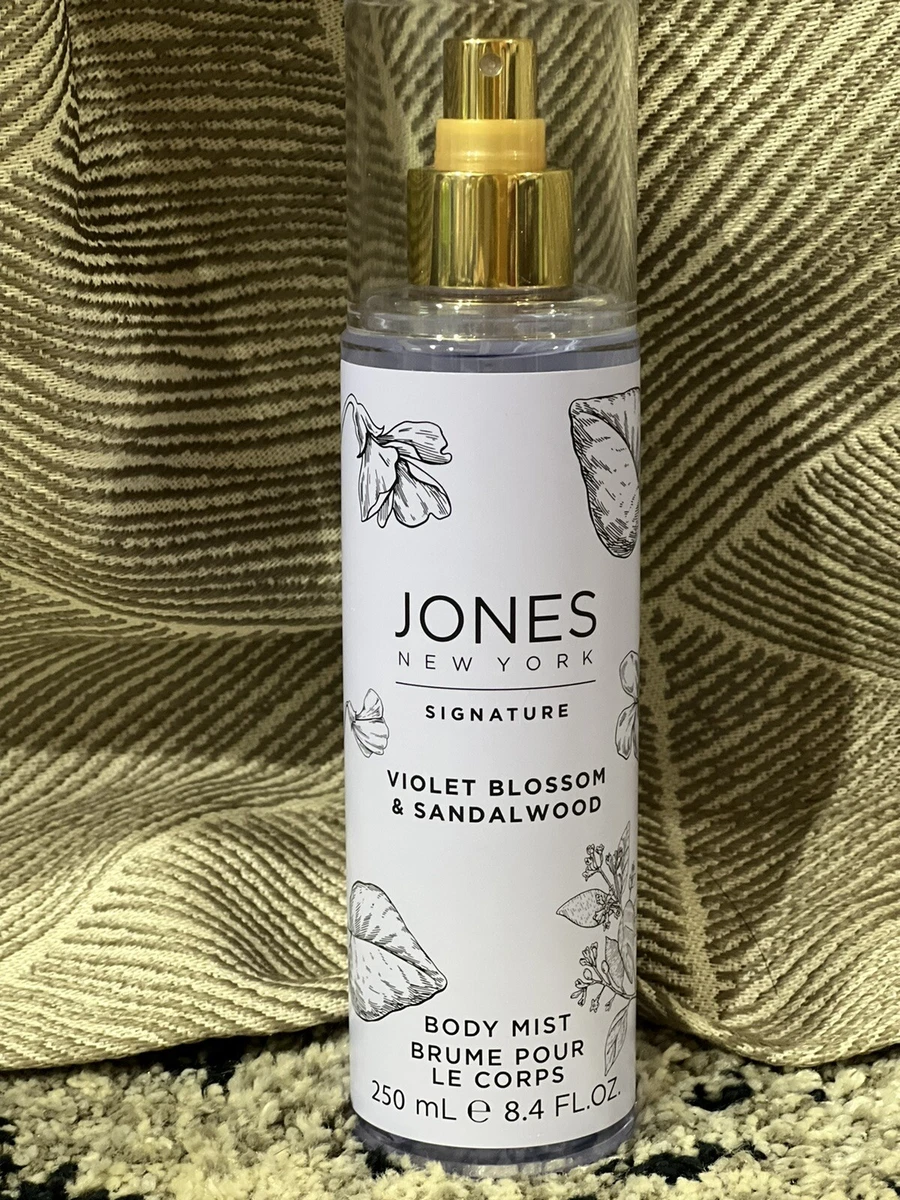 JONES
NEW YORK
SIGNATURE
VIOLET BLOSSOM
& SANDALWOOD
BODY MIST
BRUME POUR
LE CORPS
250 mL ℮ 8.4 FL.OZ.